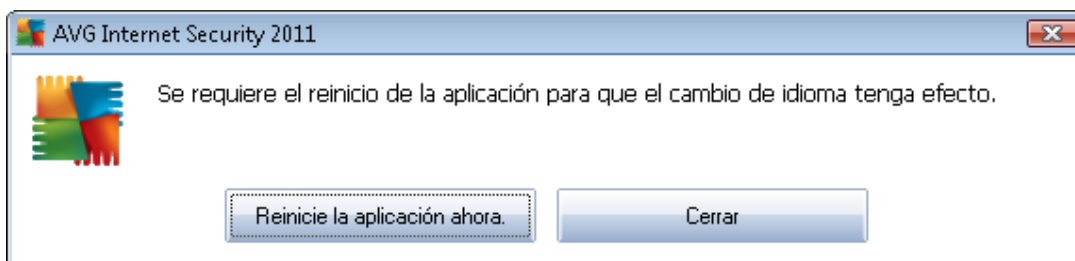 AVG Internet Security 2011
Se requiere el reinicio de la aplicación para que el cambio de idioma tenga efecto.
Reinicie la aplicación ahora.
Cerrar